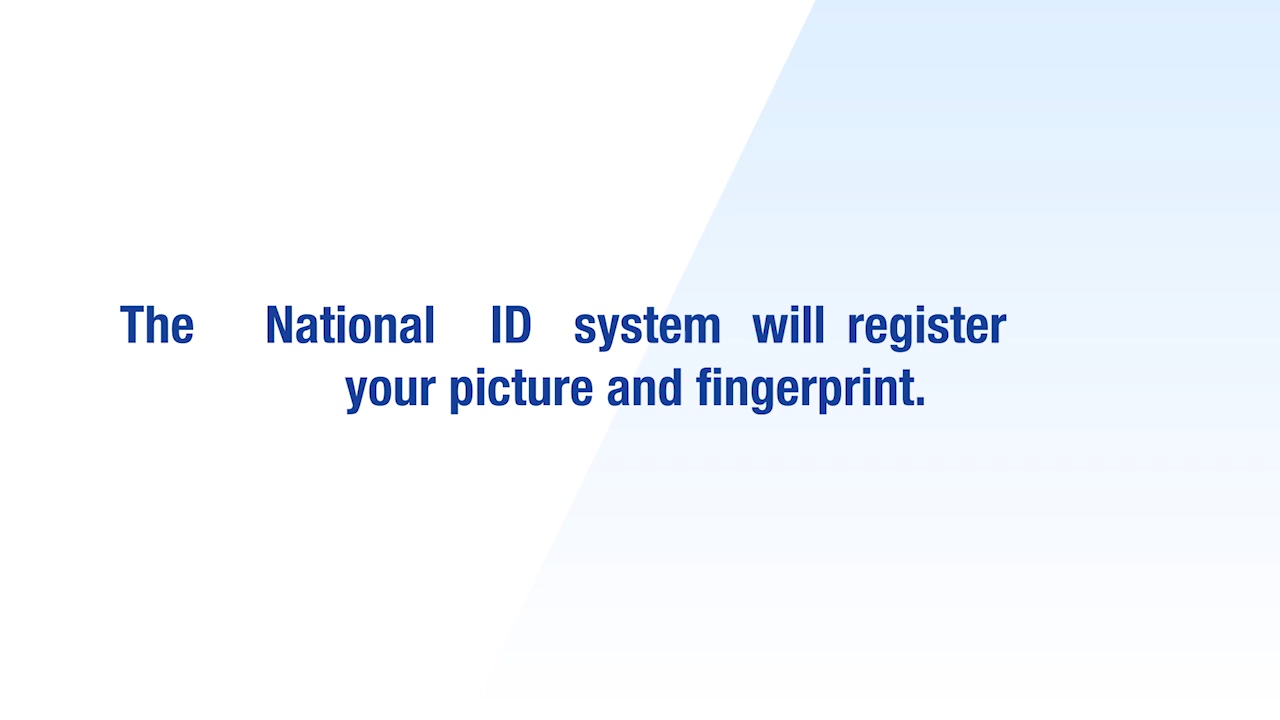 The National ID system will register
your picture and fingerprint.